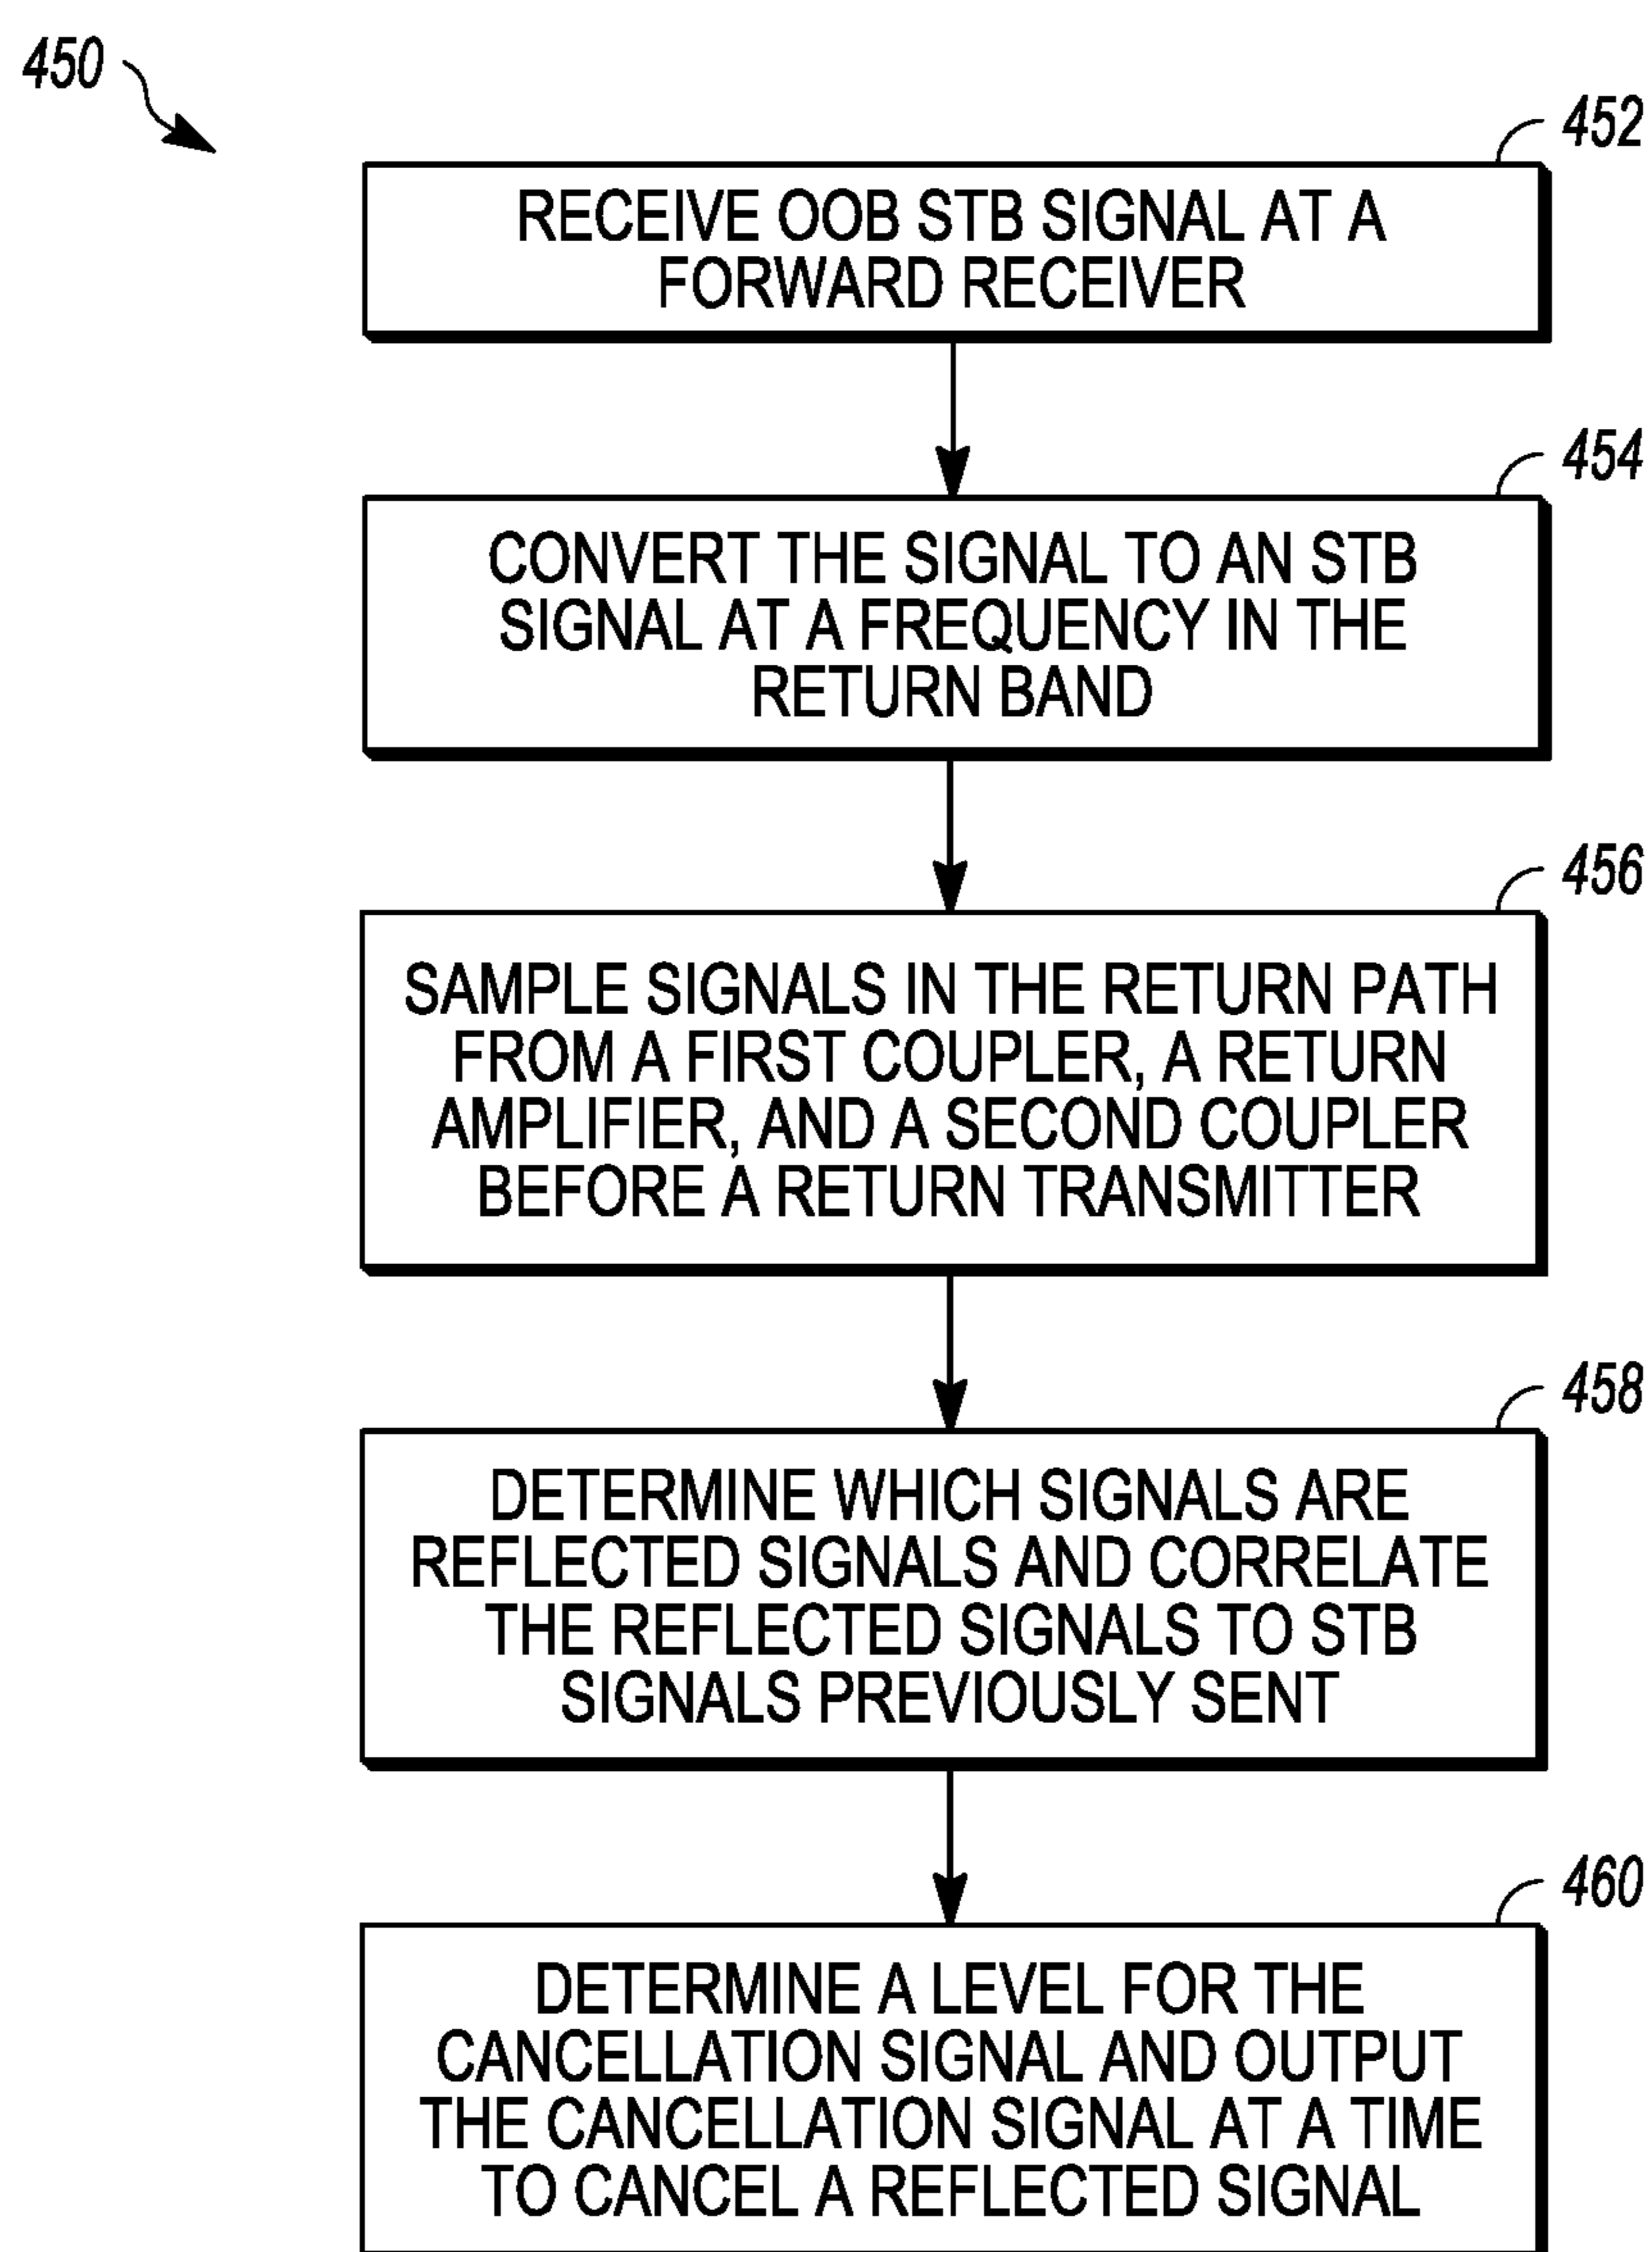 450
452
RECEIVE OOB STB SIGNAL AT A
FORWARD RECEIVER
454
CONVERT THE SIGNAL TO AN STB
SIGNAL AT A FREQUENCY IN THE
RETURN BAND
456
SAMPLE SIGNALS IN THE RETURN PATH
FROM A FIRST COUPLER, A RETURN
AMPLIFIER, AND A SECOND COUPLER
BEFORE A RETURN TRANSMITTER
458
DETERMINE WHICH SIGNALS ARE
REFLECTED SIGNALS AND CORRELATE
THE REFLECTED SIGNALS TO STB
SIGNALS PREVIOUSLY SENT
460
DETERMINE A LEVEL FOR THE
CANCELLATION SIGNAL AND OUTPUT
THE CANCELLATION SIGNAL AT A TIME
TO CANCEL A REFLECTED SIGNAL